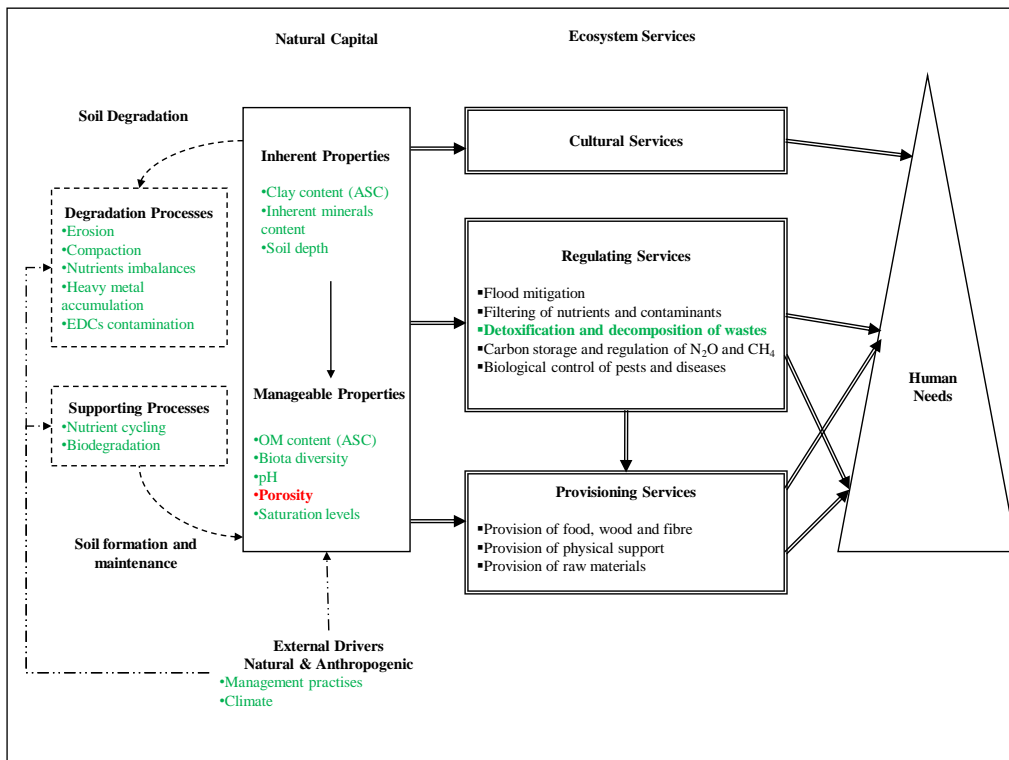 Natural Capital
Ecosystem Services
Soil Degradation
Degradation Processes
•Erosion
•Compaction
•Nutrients imbalances
•Heavy metal
accumulation
•EDCs contamination
Supporting Processes
•Nutrient cycling
•Biodegradation
Soil formation and
maintenance
Inherent Properties
•Clay content (ASC)
•Inherent minerals
content
•Soil depth
Manageable Properties
•OM content (ASC)
•Biota diversity
•pH
•Porosity
•Saturation levels
External Drivers
Natural & Anthropogenic
•Management practises
•Climate
Cultural Services
Regulating Services
▪Flood mitigation
▪Filtering of nutrients and contaminants
▪Detoxification and decomposition of wastes
▪Carbon storage and regulation of N₂O and CH₄
▪Biological control of pests and diseases
Provisioning Services
▪Provision of food, wood and fibre
▪Provision of physical support
▪Provision of raw materials
Human
Needs